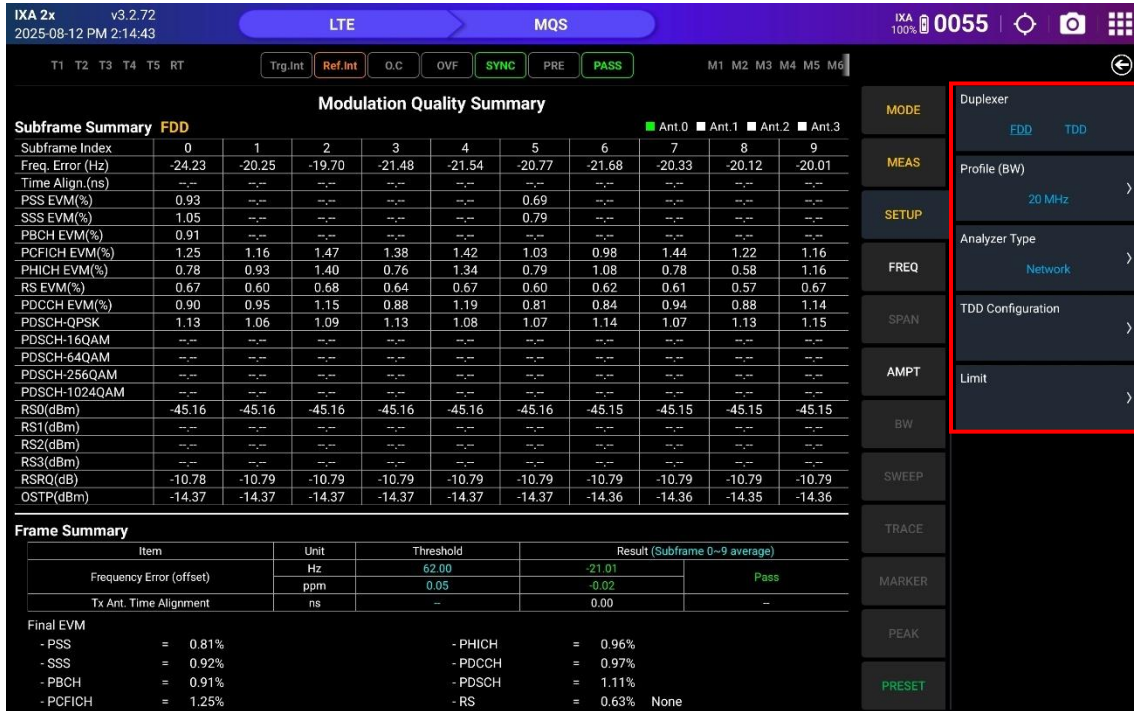 IXA 2x v3.2.72
2025-08-12 PM 2:14:43
LTE MQS
IXA 100% 0055
T1 T2 T3 T4 T5 RT Trg.Int Ref.Int O.C OVF SYNC PRE PASS M1 M2 M3 M4 M5 M6
Modulation Quality Summary
Subframe Summary FDD Ant.0 Ant.1 Ant.2 Ant.3
Subframe Index 0 1 2 3 4 5 6 7 8 9
Freq. Error (Hz) -24.23 -20.25 -19.70 -21.48 -21.54 -20.77 -21.68 -20.33 -20.12 -20.01
Time Align.(ns) --.-- --.-- --.-- --.-- --.-- --.-- --.-- --.-- --.-- --.--
PSS EVM(%) 0.93 --.-- --.-- --.-- --.-- 0.69 --.-- --.-- --.-- --.--
SSS EVM(%) 1.05 --.-- --.-- --.-- --.-- 0.79 --.-- --.-- --.-- --.--
PBCH EVM(%) 0.91 --.-- --.-- --.-- --.-- --.-- --.-- --.-- --.-- --.--
PCFICH EVM(%) 1.25 1.16 1.47 1.38 1.42 1.03 0.98 1.44 1.22 1.16
PHICH EVM(%) 0.78 0.93 1.40 0.76 1.34 0.79 1.08 0.78 0.58 1.16
RS EVM(%) 0.67 0.60 0.68 0.64 0.67 0.60 0.62 0.61 0.57 0.67
PDCCH EVM(%) 0.90 0.95 1.15 0.88 1.19 0.81 0.84 0.94 0.88 1.14
PDSCH-QPSK 1.13 1.06 1.09 1.13 1.08 1.07 1.14 1.07 1.13 1.15
PDSCH-16QAM --.-- --.-- --.-- --.-- --.-- --.-- --.-- --.-- --.-- --.--
PDSCH-64QAM --.-- --.-- --.-- --.-- --.-- --.-- --.-- --.-- --.-- --.--
PDSCH-256QAM --.-- --.-- --.-- --.-- --.-- --.-- --.-- --.-- --.-- --.--
PDSCH-1024QAM --.-- --.-- --.-- --.-- --.-- --.-- --.-- --.-- --.-- --.--
RS0(dBm) -45.16 -45.16 -45.16 -45.16 -45.16 -45.16 -45.15 -45.15 -45.15 -45.15
RS1(dBm) --.-- --.-- --.-- --.-- --.-- --.-- --.-- --.-- --.-- --.--
RS2(dBm) --.-- --.-- --.-- --.-- --.-- --.-- --.-- --.-- --.-- --.--
RS3(dBm) --.-- --.-- --.-- --.-- --.-- --.-- --.-- --.-- --.-- --.--
RSRQ(dB) -10.78 -10.79 -10.79 -10.79 -10.79 -10.79 -10.79 -10.79 -10.79 -10.79
OSTP(dBm) -14.37 -14.37 -14.37 -14.37 -14.37 -14.37 -14.36 -14.36 -14.35 -14.36
Frame Summary
Item Unit Threshold Result (Subframe 0~9 average)
Frequency Error (offset) Hz 62.00 -21.01 Pass
ppm 0.05 -0.02
Tx Ant. Time Alignment ns – 0.00 –
Final EVM
- PSS = 0.81% - PHICH = 0.96%
- SSS = 0.92% - PDCCH = 0.97%
- PBCH = 0.91% - PDSCH = 1.11%
- PCFICH = 1.25% - RS = 0.63% None
MODE
MEAS
SETUP
FREQ
SPAN
AMPT
BW
SWEEP
TRACE
MARKER
PEAK
PRESET
Duplexer
FDD TDD
Profile (BW)
20 MHz
Analyzer Type
Network
TDD Configuration
Limit